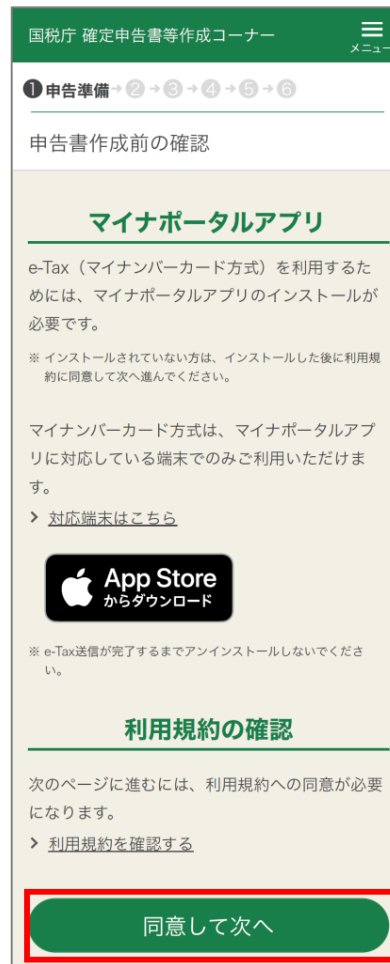 国税庁 確定申告書等作成コーナー
メニュー
❶申告準備→②→③→④→⑤→⑥
申告書作成前の確認
マイナポータルアプリ
e-Tax（マイナンバーカード方式）を利用するた
めには、マイナポータルアプリのインストールが
必要です。
※ インストールされていない方は、インストールした後に利用規
約に同意して次へ進んでください。
マイナンバーカード方式は、マイナポータルアプ
リに対応している端末でのみご利用いただけま
す。
> 対応端末はこちら
App Store
からダウンロード
※ e-Tax送信が完了するまでアンインストールしないでくださ
い。
利用規約の確認
次のページに進むには、利用規約への同意が必要
になります。
> 利用規約を確認する
同意して次へ